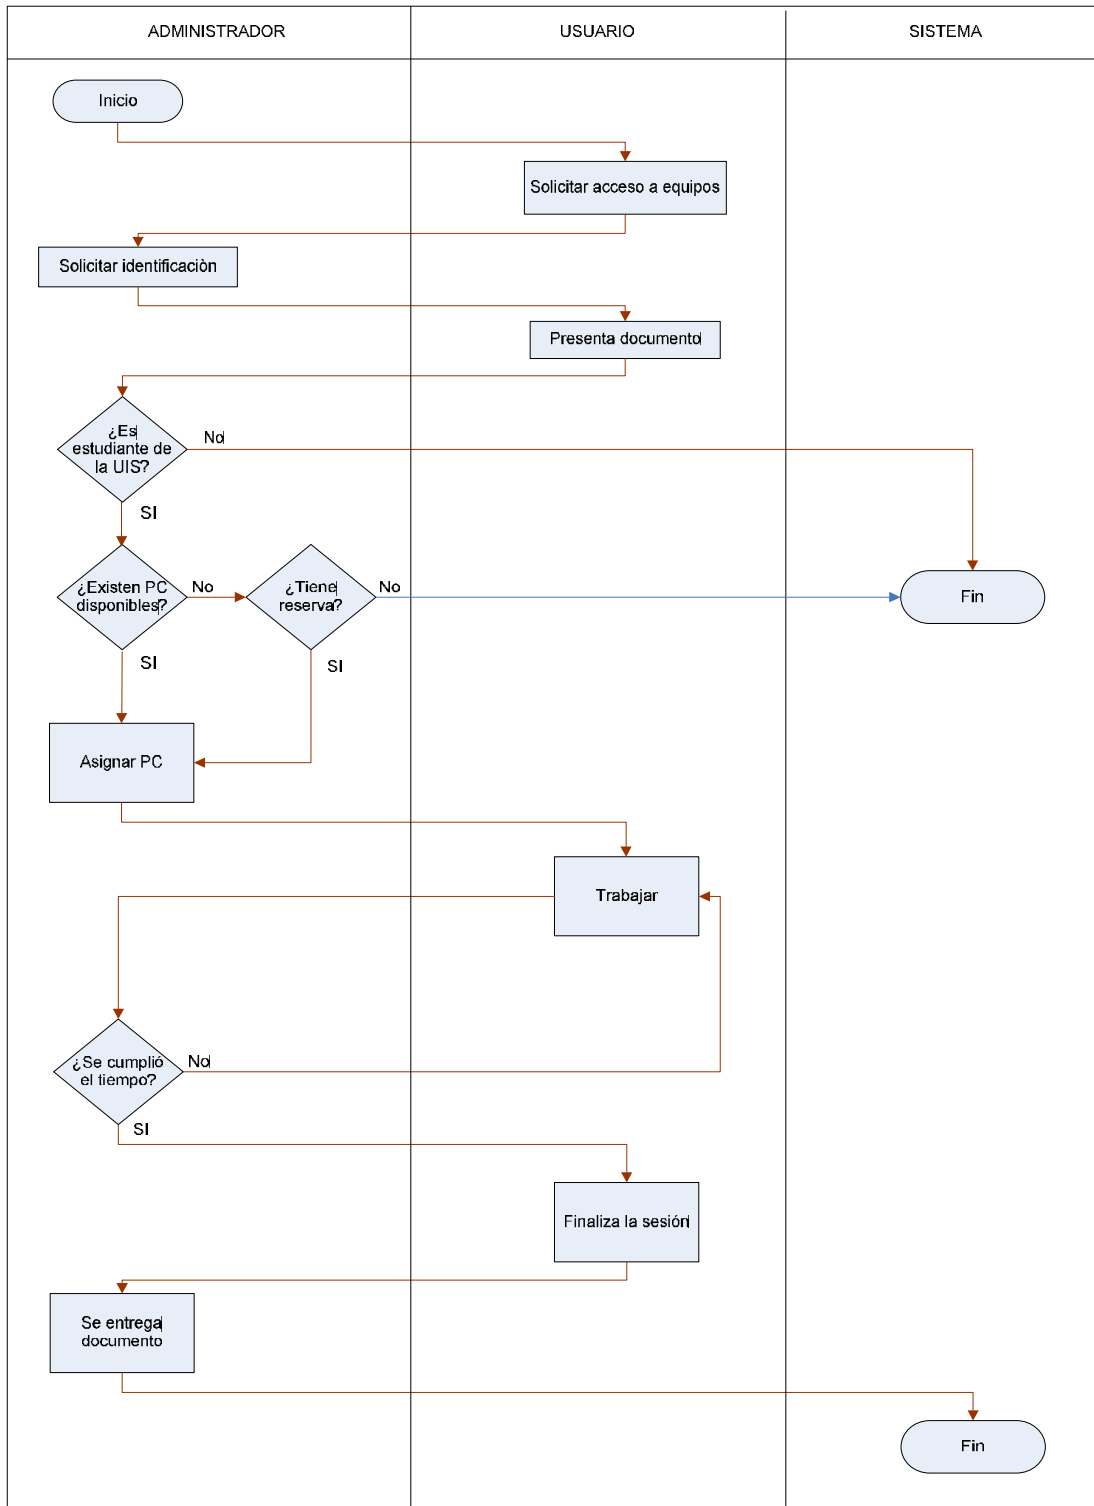 ADMINISTRADOR
USUARIO
SISTEMA
Inicio
Solicitar acceso a equipos
Solicitar identificaciòn
Presenta documento
¿Es
estudiante de
la UIS?
No
SI
¿Existen PC
disponibles?
No
¿Tiene
reserva?
No
Fin
SI
SI
Asignar PC
Trabajar
¿Se cumplió
el tiempo?
No
SI
Finaliza la sesión
Se entrega
documento
Fin